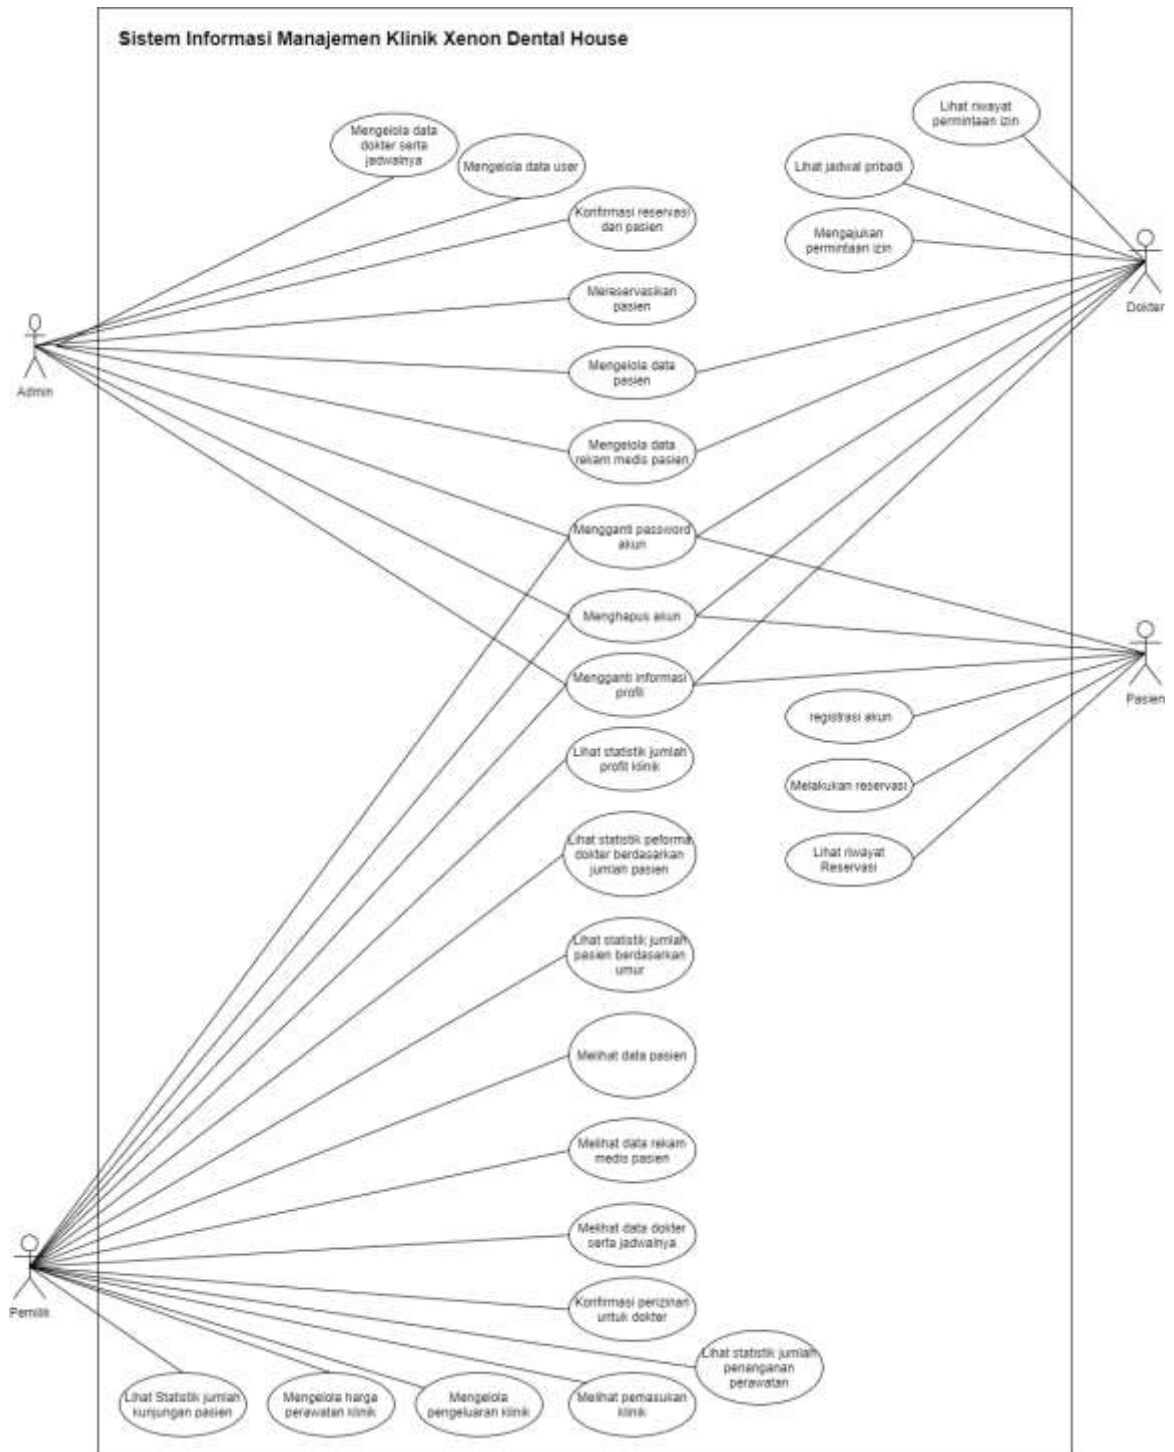 Sistem Informasi Manajemen Klinik Xenon Dental House
Lihat riwayat
permintaan izin
Mengelola data
dokter serta
jadwalnya
Mengelola data user
Lihat jadwal pribadi
Konfirmasi reservasi
dari pasien
Mengajukan
permintaan izin
Mereservasikan
pasien
Dokter
Admin
Mengelola data
pasien
Mengelola data
rekam medis pasien
Mengganti password
akun
Menghapus akun
Mengganti informasi
profil
Pasien
registrasi akun
Lihat statistik jumlah
profit klinik
Melakukan reservasi
Lihat statistik peforma
dokter berdasarkan
jumlah pasien
Lihat riwayat
Reservasi
Lihat statistik jumlah
pasien berdasarkan
umur
Melihat data pasien
Melihat data rekam
medis pasien
Melihat data dokter
serta jadwalnya
Pemilik
Konfirmasi perizinan
untuk dokter
Lihat statistik jumlah
penanganan
perawatan
Lihat Statistik jumlah
kunjungan pasien
Mengelola harga
perawatan klinik
Mengelola
pengeluaran klinik
Melihat pemasukan
klinik